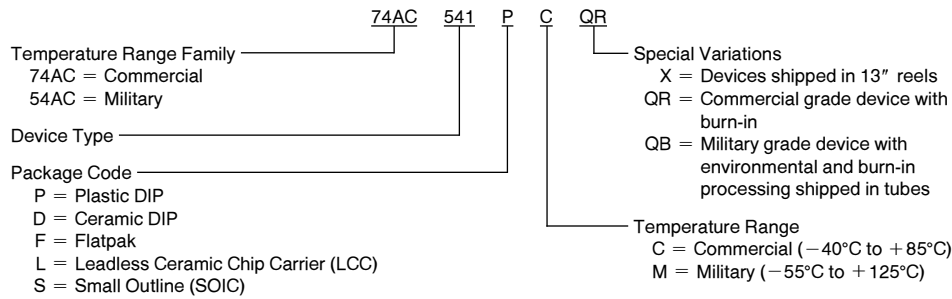 74AC 541 P C QR
Temperature Range Family
74AC = Commercial
54AC = Military
Device Type
Package Code
P = Plastic DIP
D = Ceramic DIP
F = Flatpak
L = Leadless Ceramic Chip Carrier (LCC)
S = Small Outline (SOIC)
Special Variations
X = Devices shipped in 13″ reels
QR = Commercial grade device with
burn-in
QB = Military grade device with
environmental and burn-in
processing shipped in tubes
Temperature Range
C = Commercial (−40°C to +85°C)
M = Military (−55°C to +125°C)